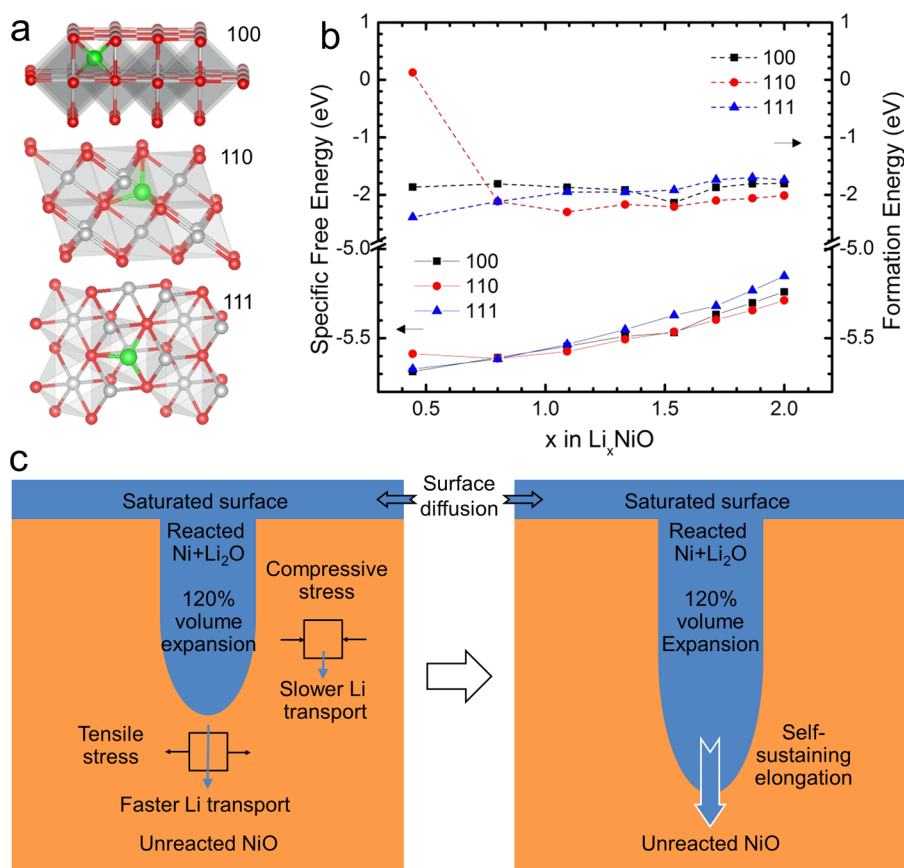 a
100
110
111
b
Specific Free Energy (eV)
1
0
-1
-2
-5.0
-5.5
100
110
111
100
110
111
1
0
-1
-2
-5.0
-5.5
Formation Energy (eV)
0.5
1.0
1.5
2.0
x in LixNiO
c
Saturated surface
Surface
diffusion
Saturated surface
Reacted
Ni+Li2O
120%
volume
expansion
Compressive
stress
Slower Li
transport
Tensile
stress
Faster Li transport
Unreacted NiO
Reacted
Ni+Li2O
120%
volume
Expansion
Self-
sustaining
elongation
Unreacted NiO